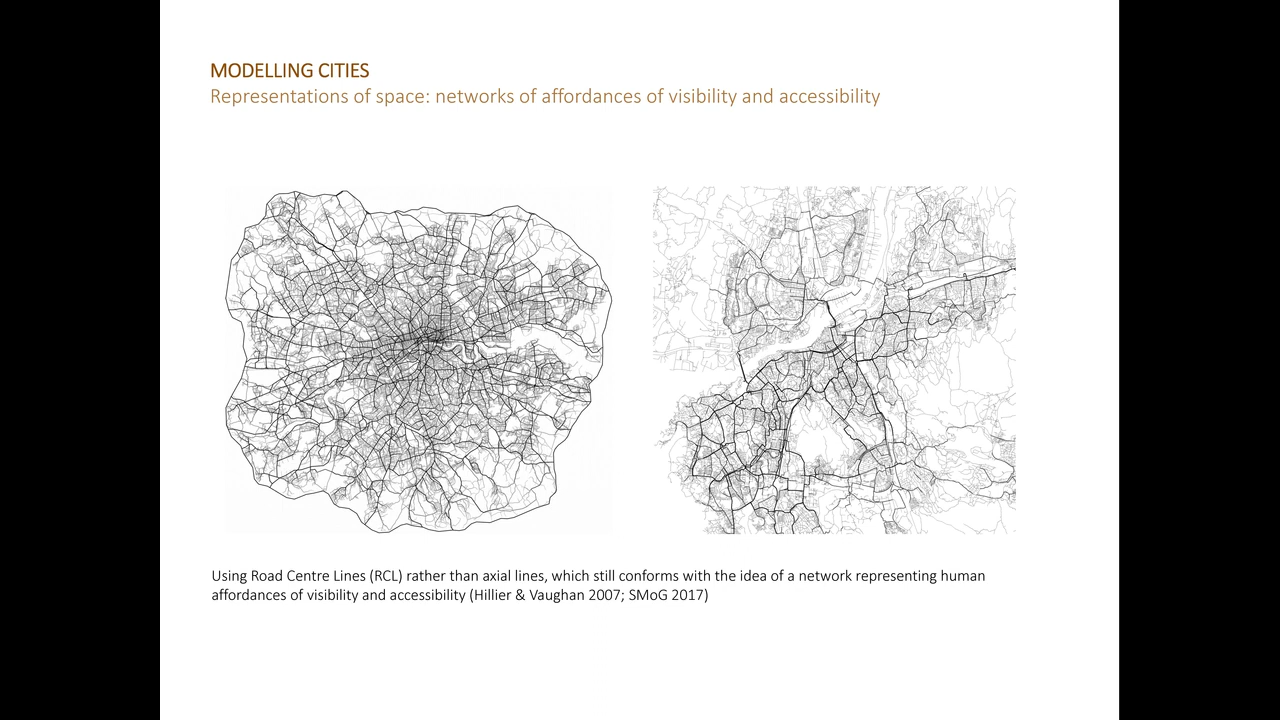 MODELLING CITIES
Representations of space: networks of affordances of visibility and accessibility
Using Road Centre Lines (RCL) rather than axial lines, which still conforms with the idea of a network representing human
affordances of visibility and accessibility (Hillier & Vaughan 2007; SMoG 2017)